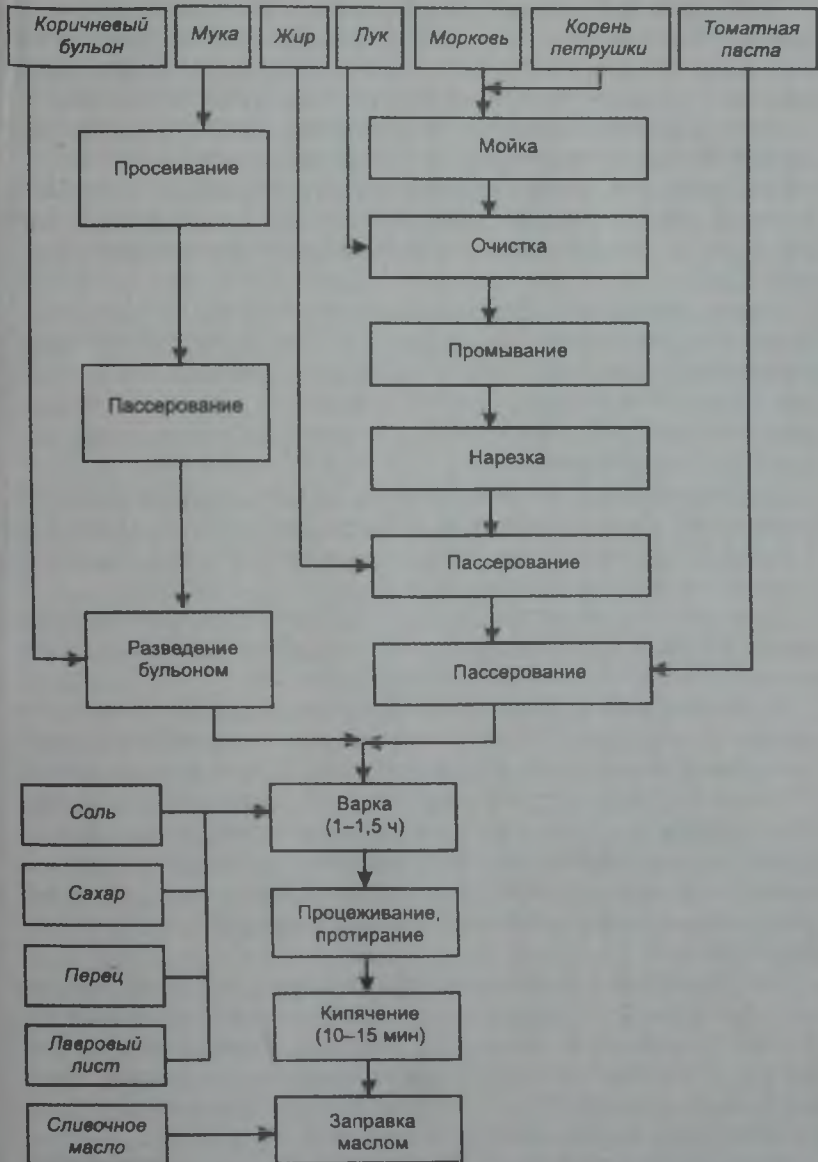 Коричневый
бульон
Мука
Жир
Лук
Морковь
Корень
петрушки
Томатная
паста
Просеивание
Мойка
Очистка
Промывание
Пассерование
Нарезка
Пассерование
Разведение
бульоном
Пассерование
Соль
Варка
(1–1,5 ч)
Сахар
Процеживание,
протирание
Перец
Кипячение
(10–15 мин)
Лавровый
лист
Сливочное
масло
Заправка
маслом